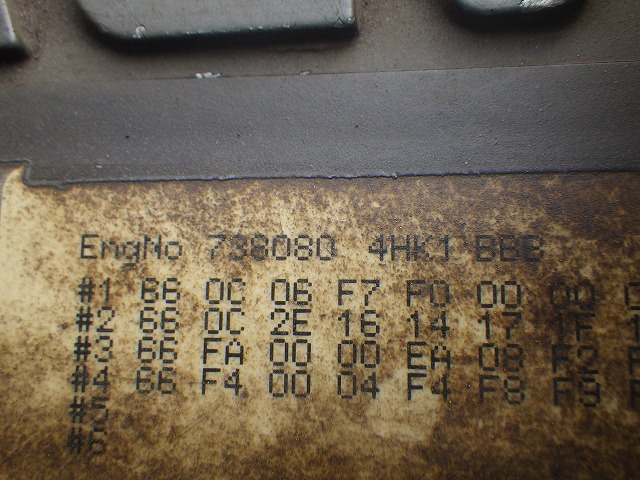 EngNo 738080 4HK1 BBB
#1 66 0C 06 F7 F0 00 00
#2 66 0C 2E 16 14 17 1F
#3 66 FA 00 00 EA 08 F2
#4 66 F4 00 04 F4 F8 F9
#5
#6